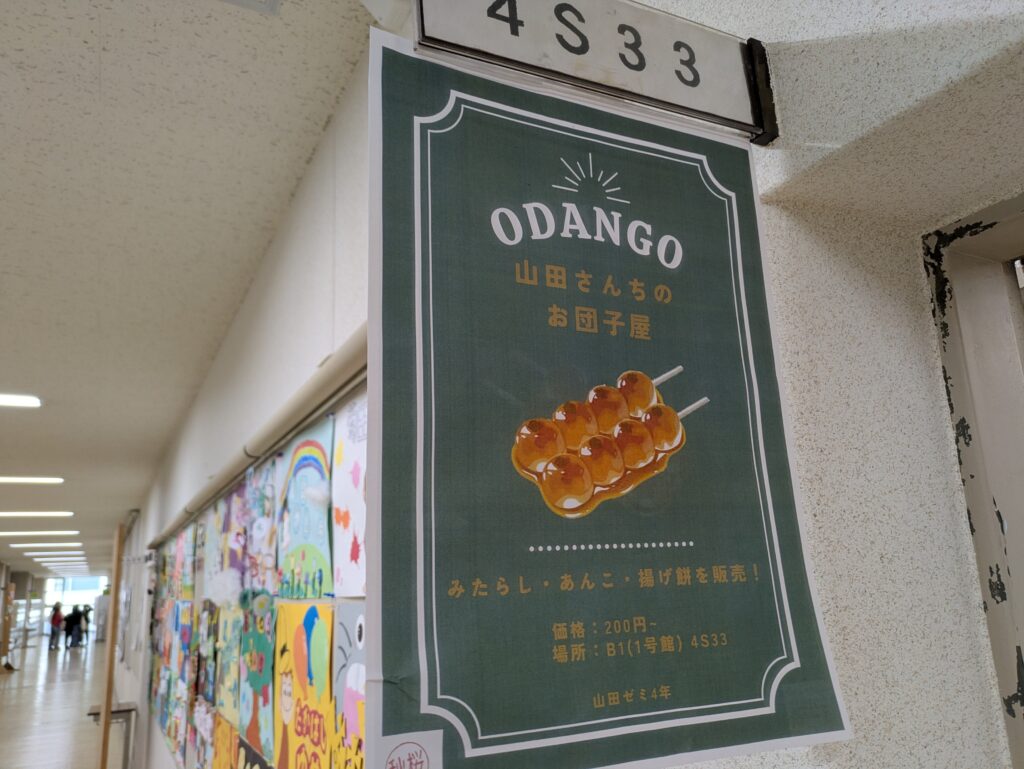 4S33
ODANGO
山田さんちの
お団子屋
みたらし・あんこ・揚げ餅を販売！
価格：200円~
場所：B1(1号館) 4S33
山田ゼミ4年
秋桜